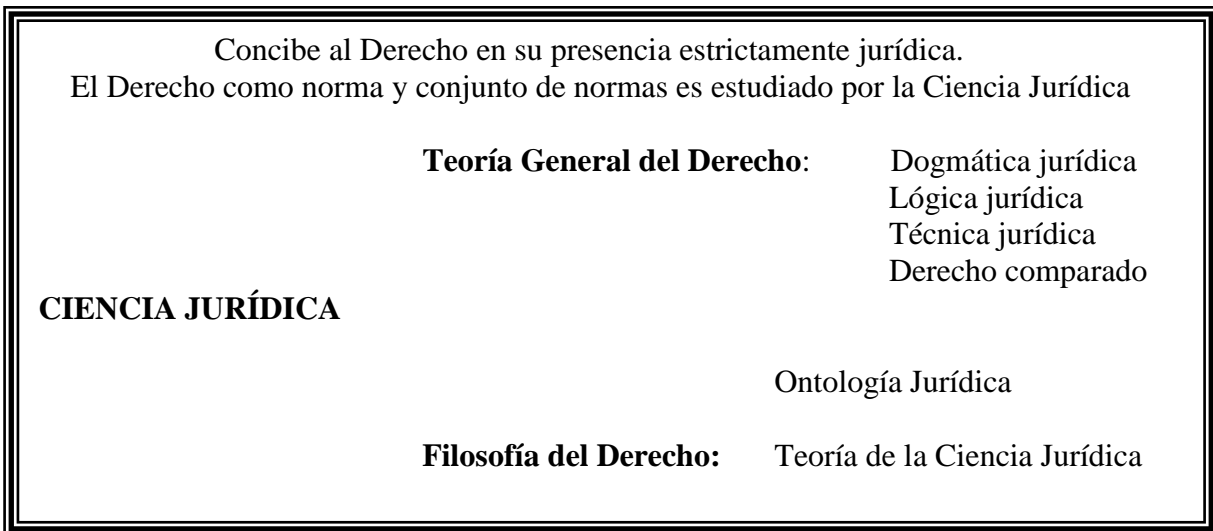 Concibe al Derecho en su presencia estrictamente jurídica.
El Derecho como norma y conjunto de normas es estudiado por la Ciencia Jurídica
Teoría General del Derecho: Dogmática jurídica
Lógica jurídica
Técnica jurídica
Derecho comparado
CIENCIA JURÍDICA
Ontología Jurídica
Filosofía del Derecho: Teoría de la Ciencia Jurídica